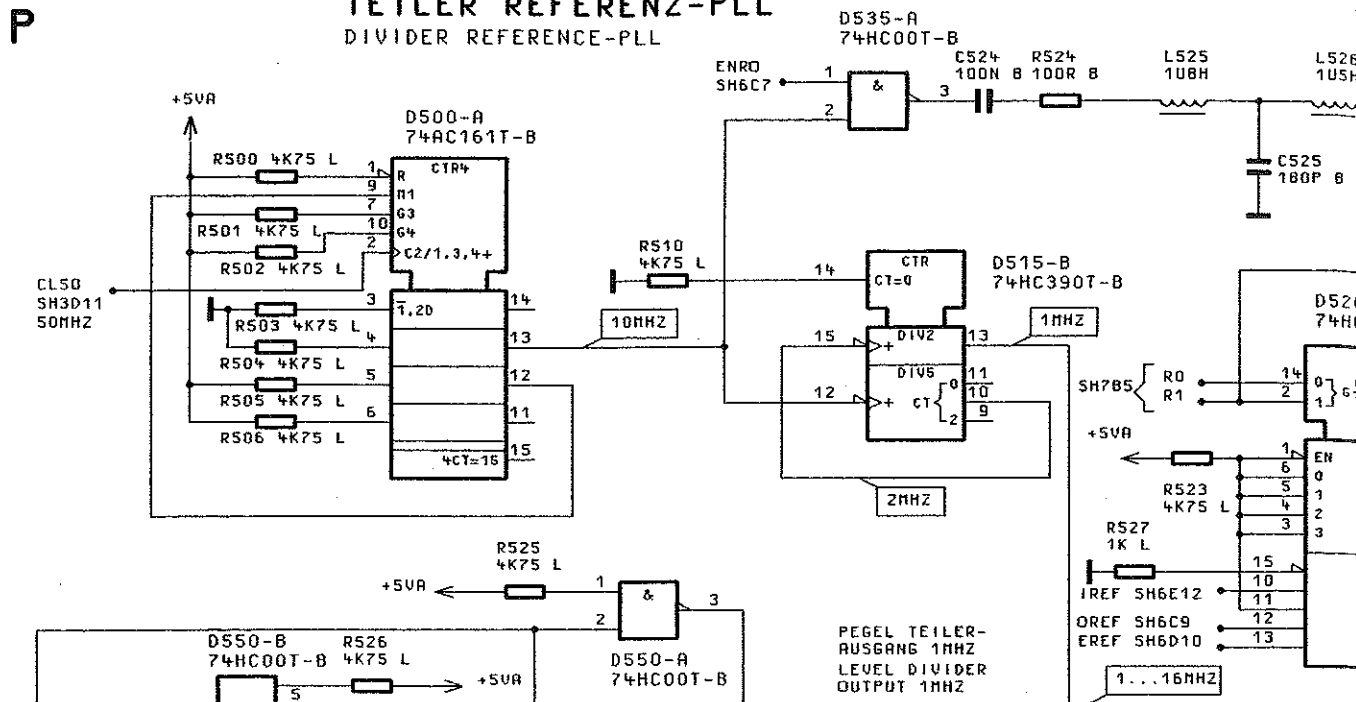 P
TEILER REFERENZ-PLL
DIVIDER REFERENCE-PLL
D535-A
74HC00T-B
ENRO
SH6C7
1
2
3
&
C524
100N B
R524
100R B
L525
1U8H
L526
1U5H
C525
180P B
+5VA
D500-A
74AC161T-B
R500 4K75 L
R501 4K75 L
R502 4K75 L
1
9
7
10
2
CTR4
R
M1
G3
G4
C2/1.3,4+
CL50
SH3D11
50MHZ
R503 4K75 L
R504 4K75 L
R505 4K75 L
R506 4K75 L
3
4
5
6
1,2D
4CT=15
14
13
12
11
15
10MHZ
R510
4K75 L
14
CTR
CT=0
D515-B
74HC390T-B
15
12
DIV2
+
DIV5
+
CT
0
2
13
11
10
9
1MHZ
2MHZ
D526
SH7B5
R0
R1
14
2
0
1
+5VA
R523
4K75 L
1
6
5
4
3
EN
0
1
2
3
R527
1K L
15
10
11
12
13
IREF SH6E12
OREF SH6C9
EREF SH6D10
1...16MHZ
PEGEL TEILER-
AUSGANG 1MHZ
LEVEL DIVIDER
OUTPUT 1MHZ
R525
4K75 L
+5VA
1
2
&
3
D550-A
74HC00T-B
D550-B
74HC00T-B
R526
4K75 L
5
+5VA